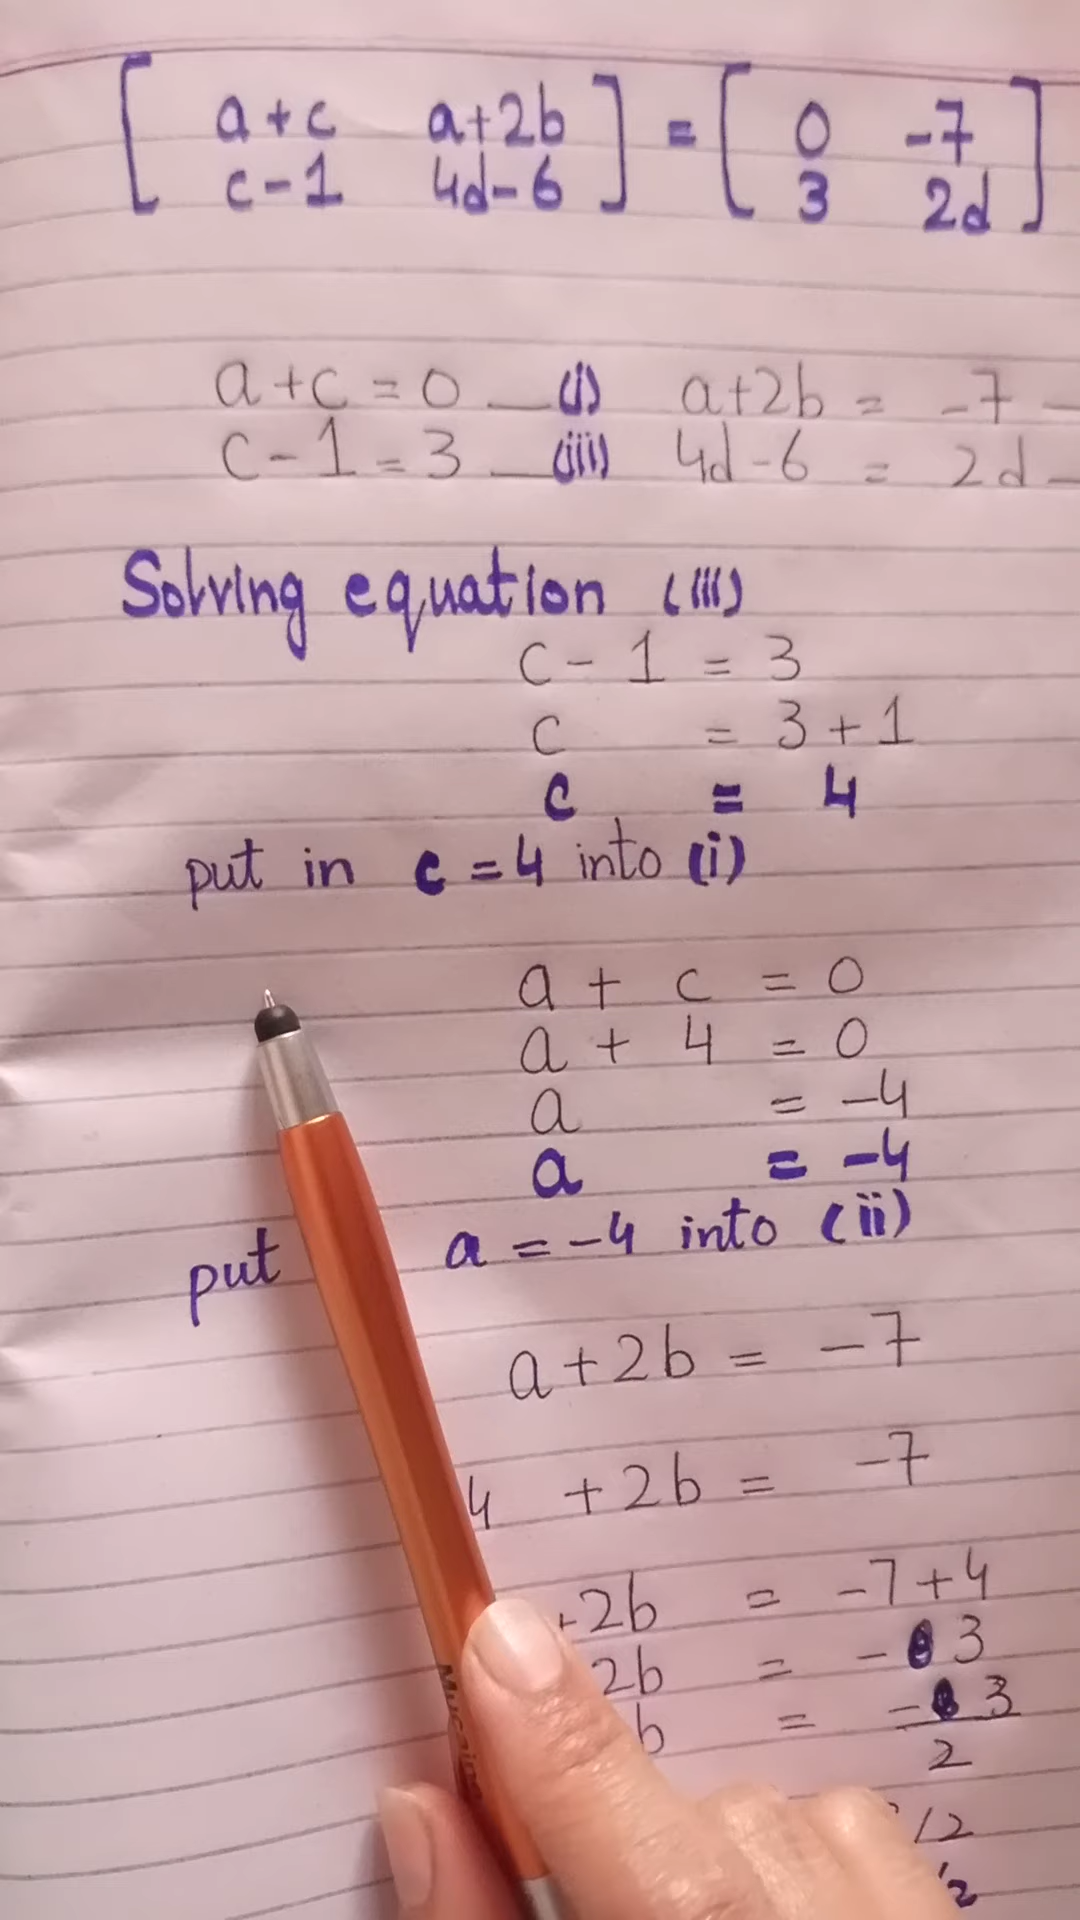 [ a+c a+2b ] = [ 0 -7 ]
[ c-1 4d-6 ] [ 3 2d ]
a+c = 0 — (i) a+2b = -7 —
c-1 = 3 — (iii) 4d-6 = 2d —
Solving equation (iii)
c - 1 = 3
c = 3 + 1
c = 4
put in c = 4 into (i)
a + c = 0
a + 4 = 0
a = -4
a = -4
put a = -4 into (ii)
a + 2b = -7
4 + 2b = -7
+2b = -7+4
2b = -3
b = -3
2
/2